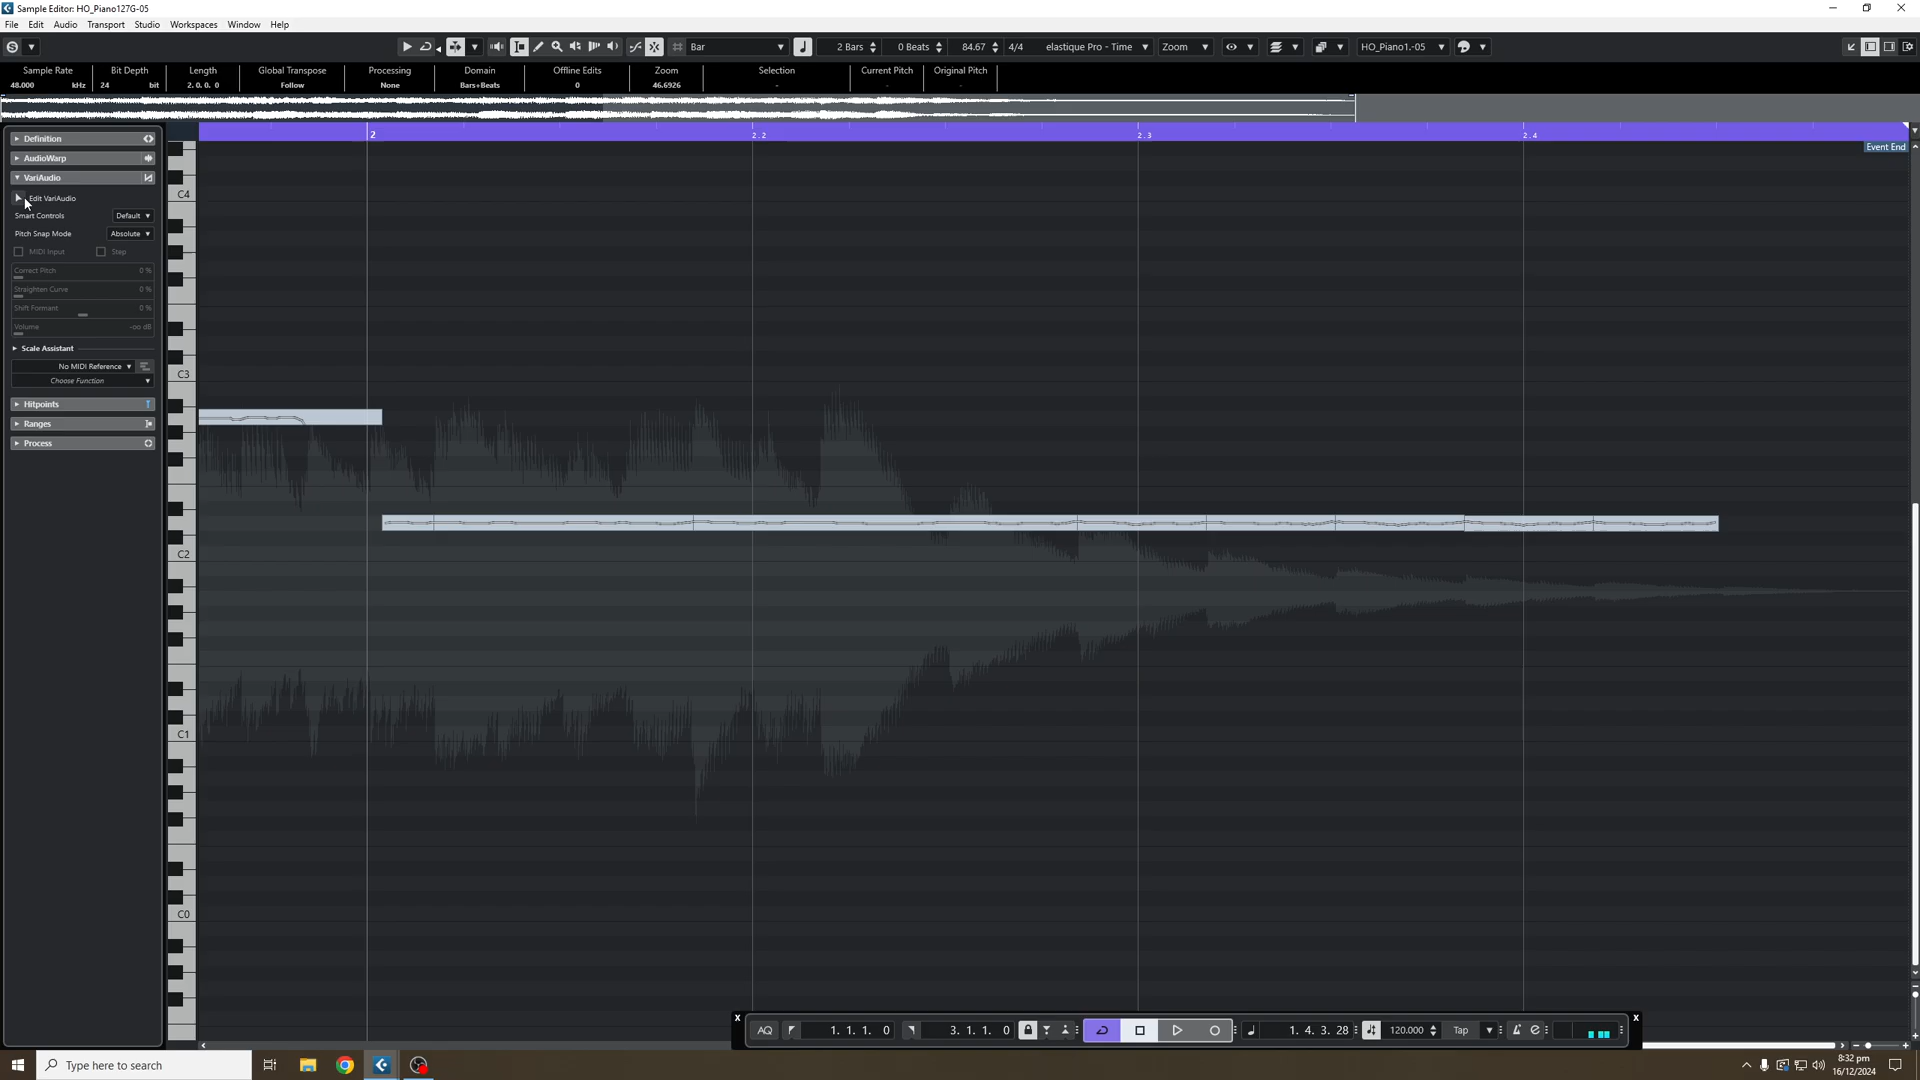 Sample Editor: HO_Piano127G-05
File Edit Audio Transport Studio Workspaces Window Help
Bar 2 Bars 0 Beats 84.67 4/4 elastique Pro - Time Zoom HO_Piano1.-05
Sample Rate Bit Depth Length Global Transpose Processing Domain Offline Edits Zoom Selection Current Pitch Original Pitch
48.000 kHz 24 bit 2. 0. 0. 0 Follow None Bars+Beats 0 46.6926 - - -
2 2.2 2.3 2.4
Event End
Definition
AudioWarp
VariAudio
Edit VariAudio
Smart Controls Default
Pitch Snap Mode Absolute
MIDI Input Step
Correct Pitch 0 %
Straighten Curve 0 %
Shift Formant 0 %
Volume -oo dB
Scale Assistant
No MIDI Reference
Choose Function
Hitpoints
Ranges
Process
C4
C3
C2
C1
C0
X X
AQ 1. 1. 1. 0 3. 1. 1. 0 1. 4. 3. 28 120.000 Tap
Type here to search
8:32 pm
16/12/2024